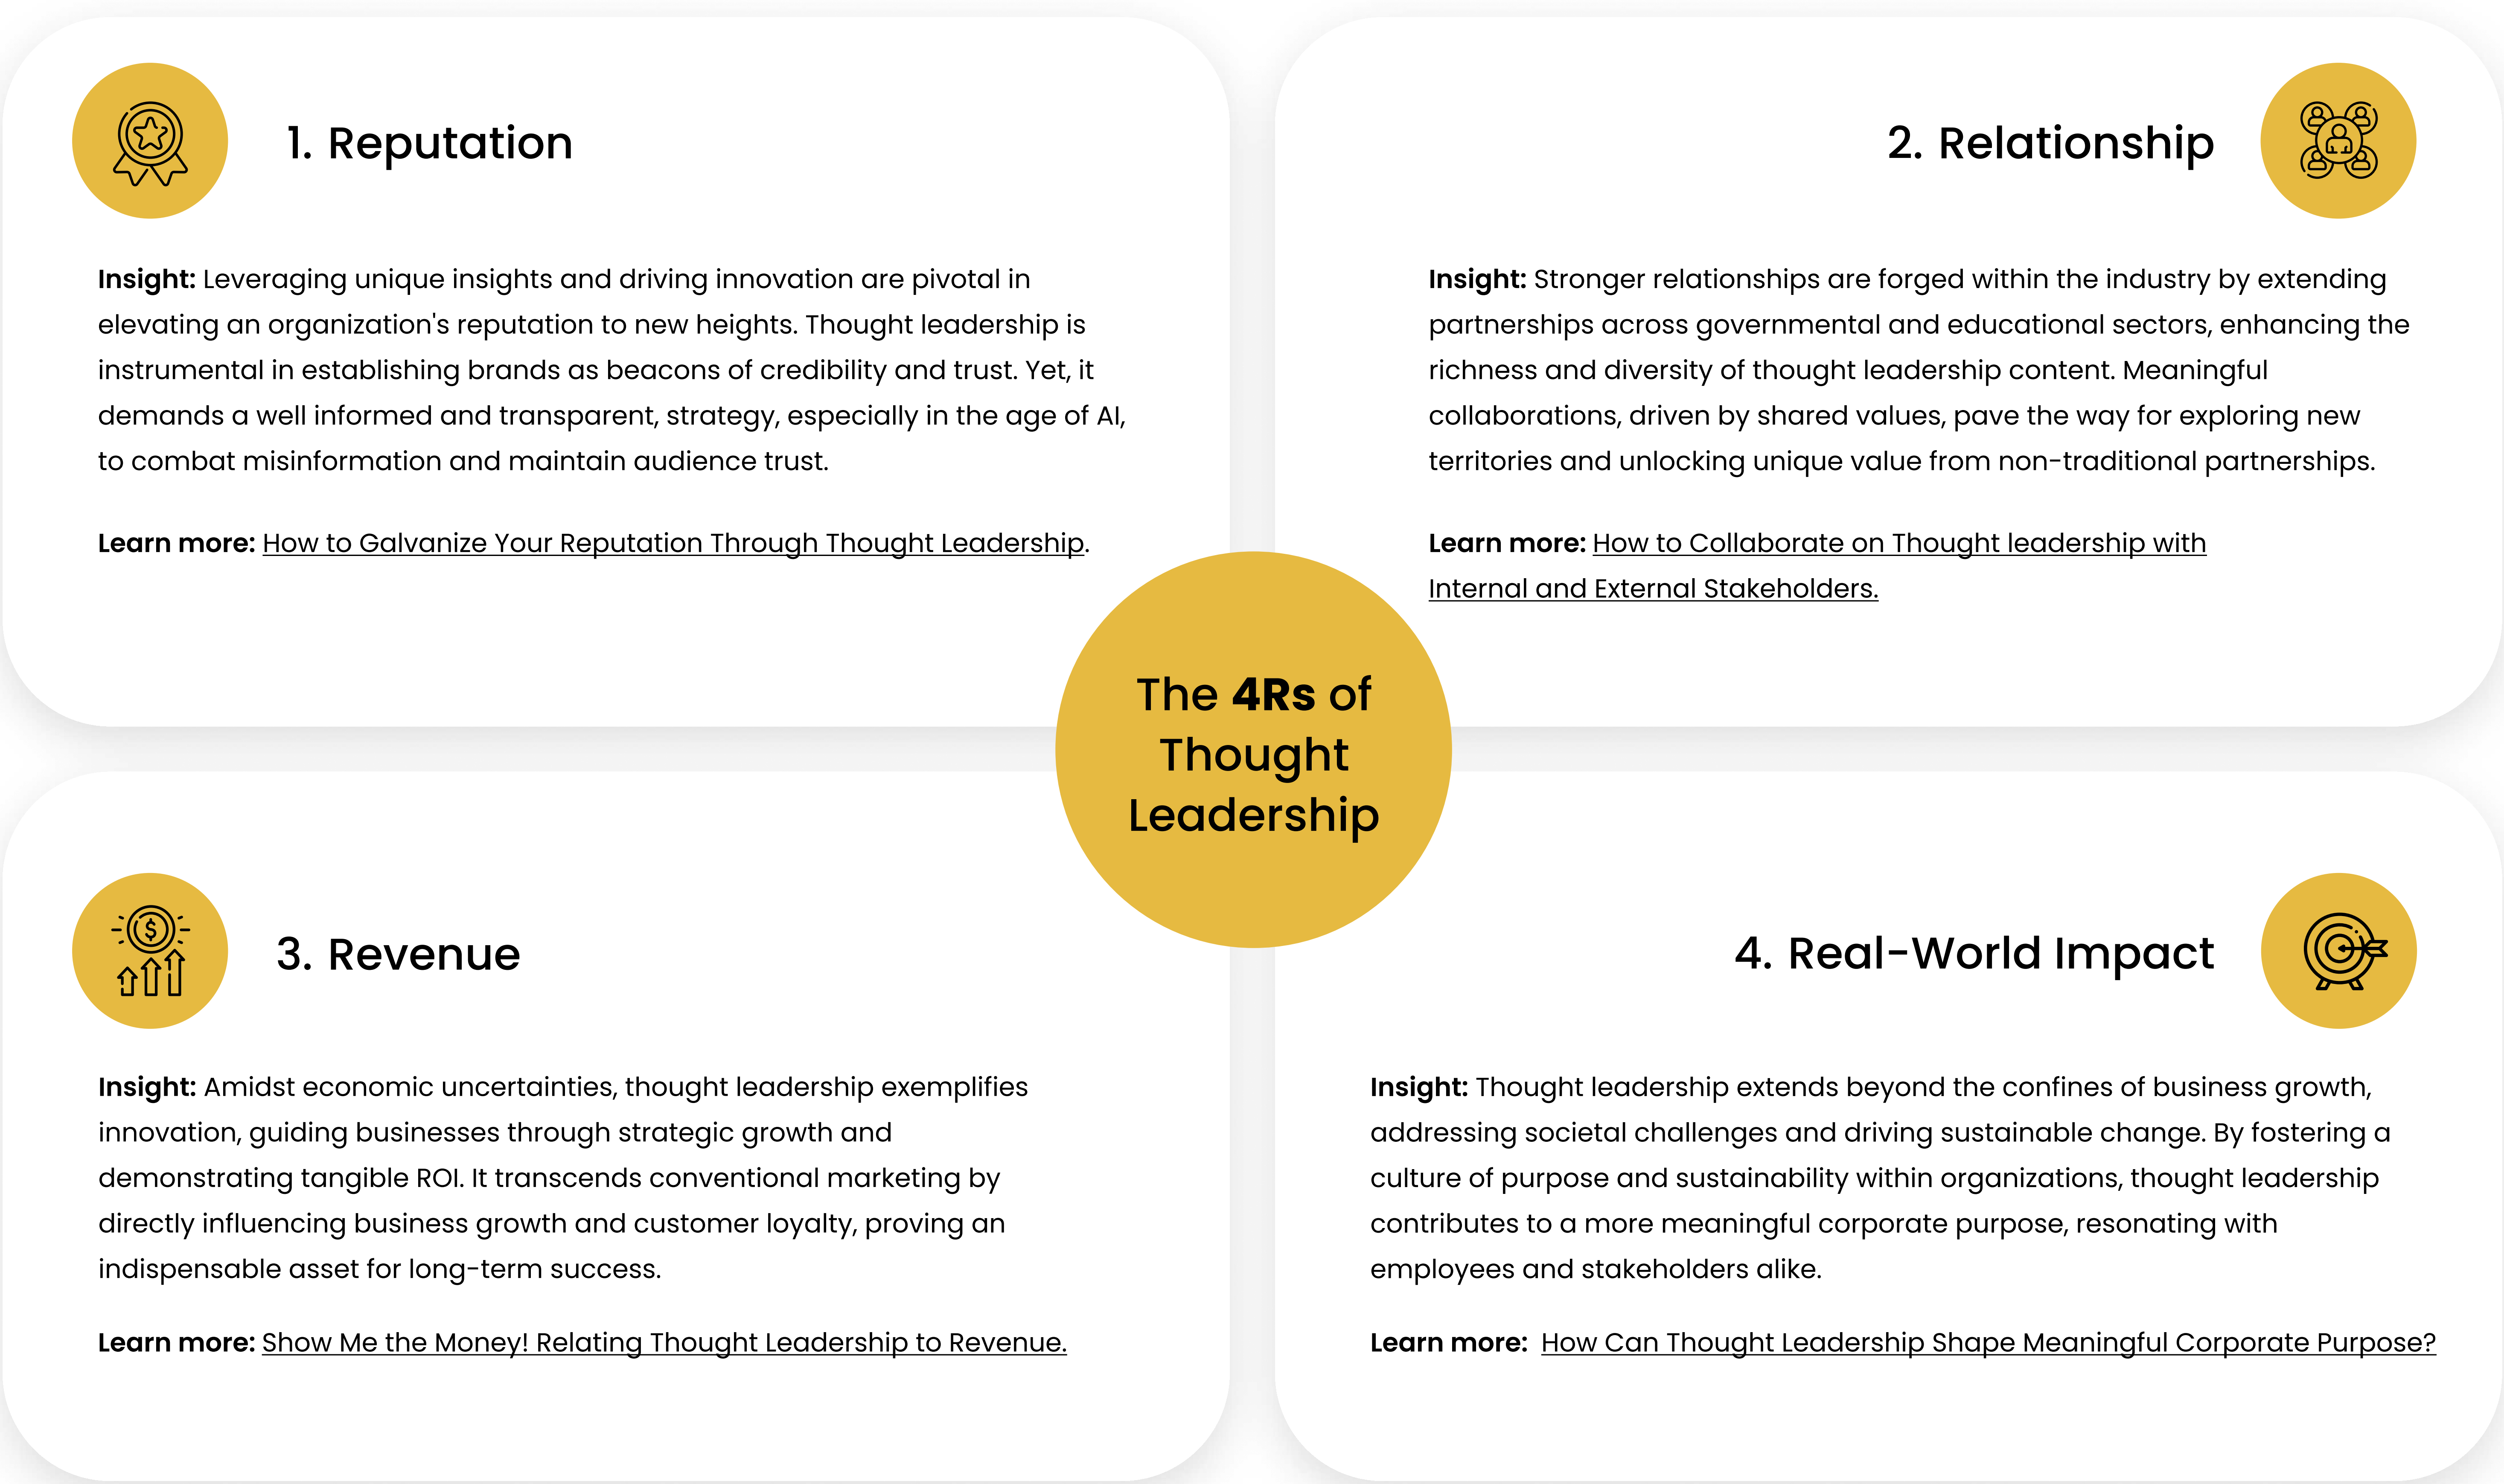 1. Reputation
Insight: Leveraging unique insights and driving innovation are pivotal in
elevating an organization's reputation to new heights. Thought leadership is
instrumental in establishing brands as beacons of credibility and trust. Yet, it
demands a well informed and transparent, strategy, especially in the age of AI,
to combat misinformation and maintain audience trust.
Learn more: How to Galvanize Your Reputation Through Thought Leadership.
2. Relationship
Insight: Stronger relationships are forged within the industry by extending
partnerships across governmental and educational sectors, enhancing the
richness and diversity of thought leadership content. Meaningful
collaborations, driven by shared values, pave the way for exploring new
territories and unlocking unique value from non-traditional partnerships.
Learn more: How to Collaborate on Thought leadership with
Internal and External Stakeholders.
The 4Rs of
Thought
Leadership
3. Revenue
Insight: Amidst economic uncertainties, thought leadership exemplifies
innovation, guiding businesses through strategic growth and
demonstrating tangible ROI. It transcends conventional marketing by
directly influencing business growth and customer loyalty, proving an
indispensable asset for long-term success.
Learn more: Show Me the Money! Relating Thought Leadership to Revenue.
4. Real-World Impact
Insight: Thought leadership extends beyond the confines of business growth,
addressing societal challenges and driving sustainable change. By fostering a
culture of purpose and sustainability within organizations, thought leadership
contributes to a more meaningful corporate purpose, resonating with
employees and stakeholders alike.
Learn more: How Can Thought Leadership Shape Meaningful Corporate Purpose?